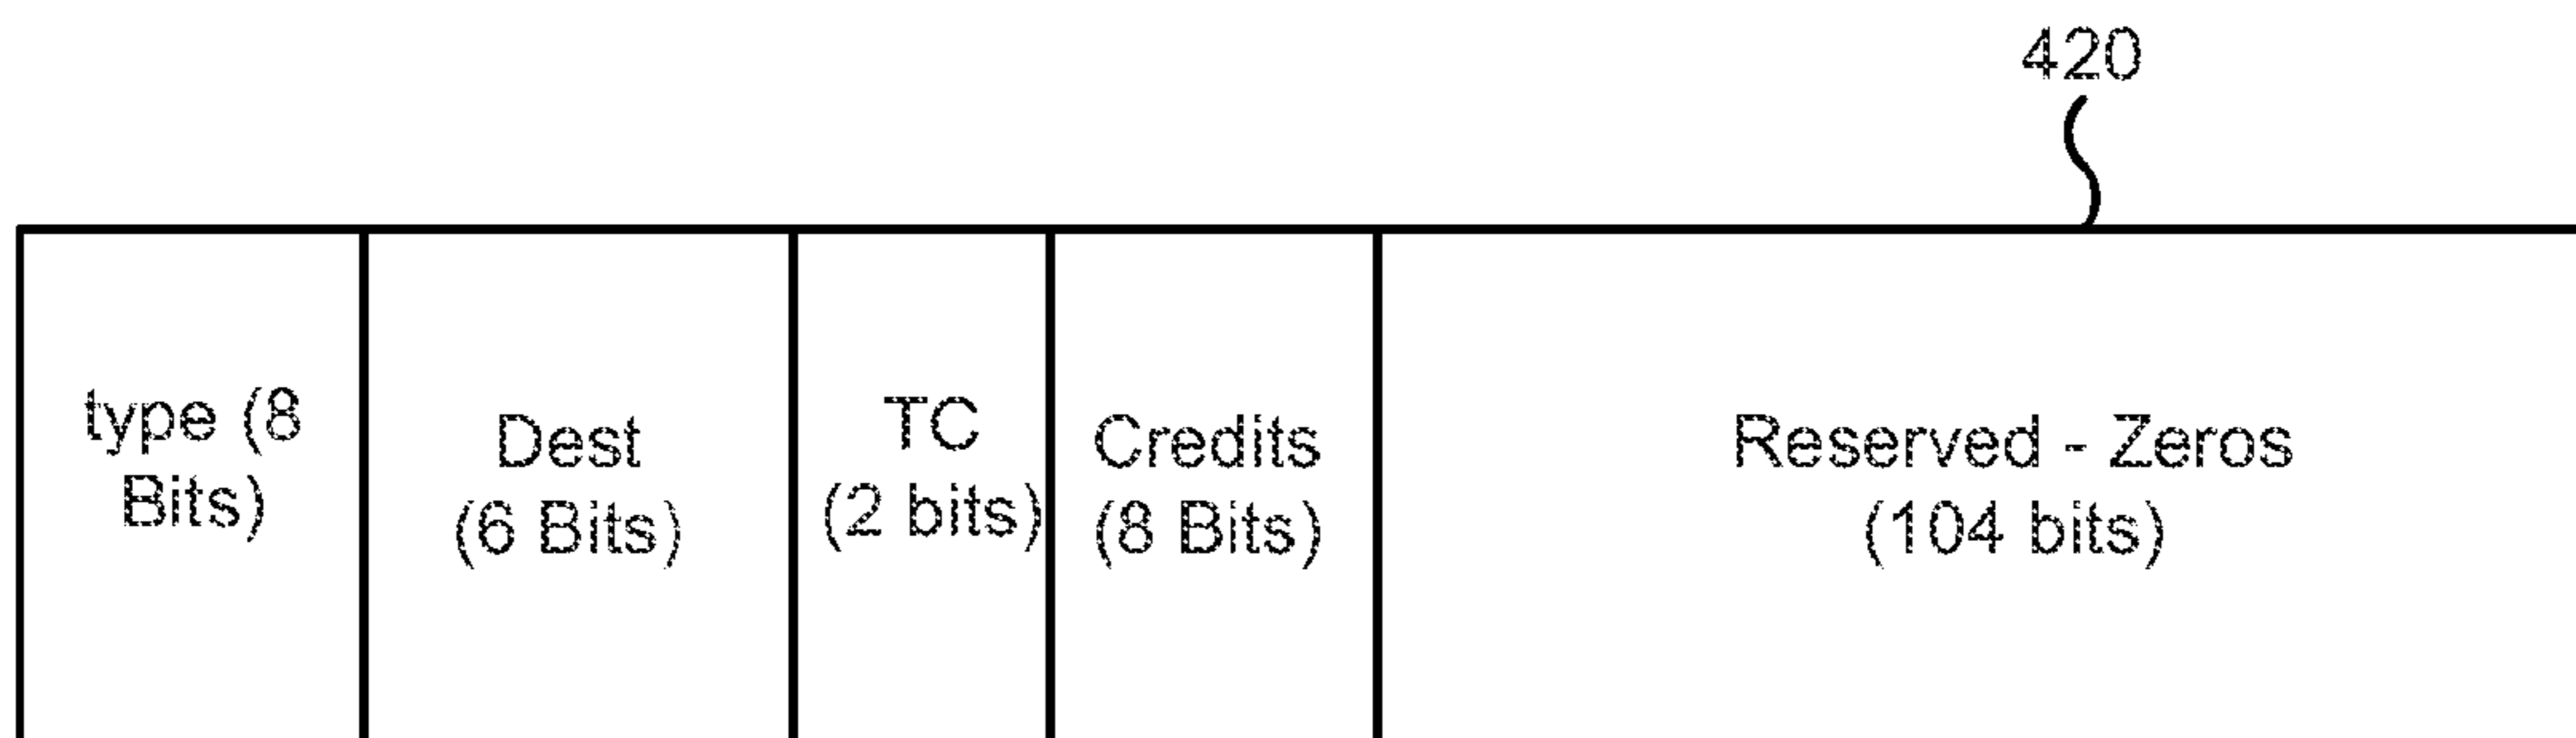 420
type (8
Bits)
Dest
(6 Bits)
TC
(2 bits)
Credits
(8 Bits)
Reserved - Zeros
(104 bits)